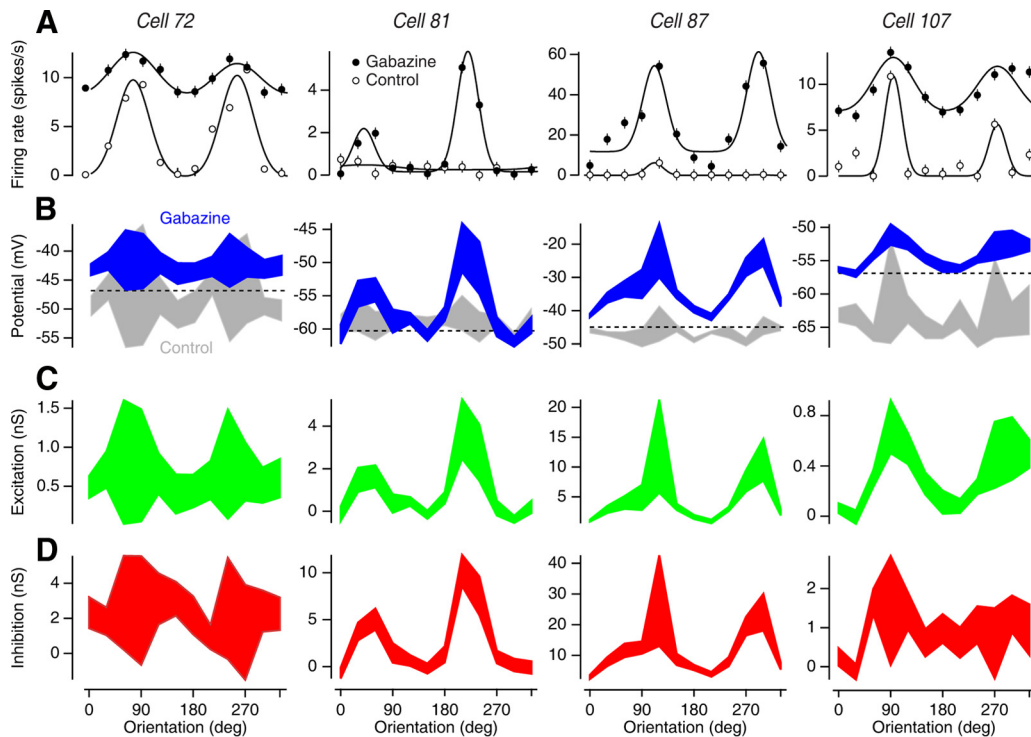 A
Cell 72
Cell 81
Cell 87
Cell 107
Firing rate (spikes/s)
10
5
0
4
2
0
Gabazine
Control
60
40
20
0
10
5
0
B
Potential (mV)
-40
-45
-50
-55
Gabazine
Control
-45
-50
-55
-60
-20
-30
-40
-50
-50
-55
-60
-65
C
Excitation (nS)
1.5
1.0
0.5
4
2
0
20
15
10
5
0.8
0.4
0
D
Inhibition (nS)
4
2
0
10
5
0
40
30
20
10
2
1
0
0 90 270
0 90 270
0 90 270
0 90 270
Orientation (deg)
Orientation (deg)
Orientation (deg)
Orientation (deg)